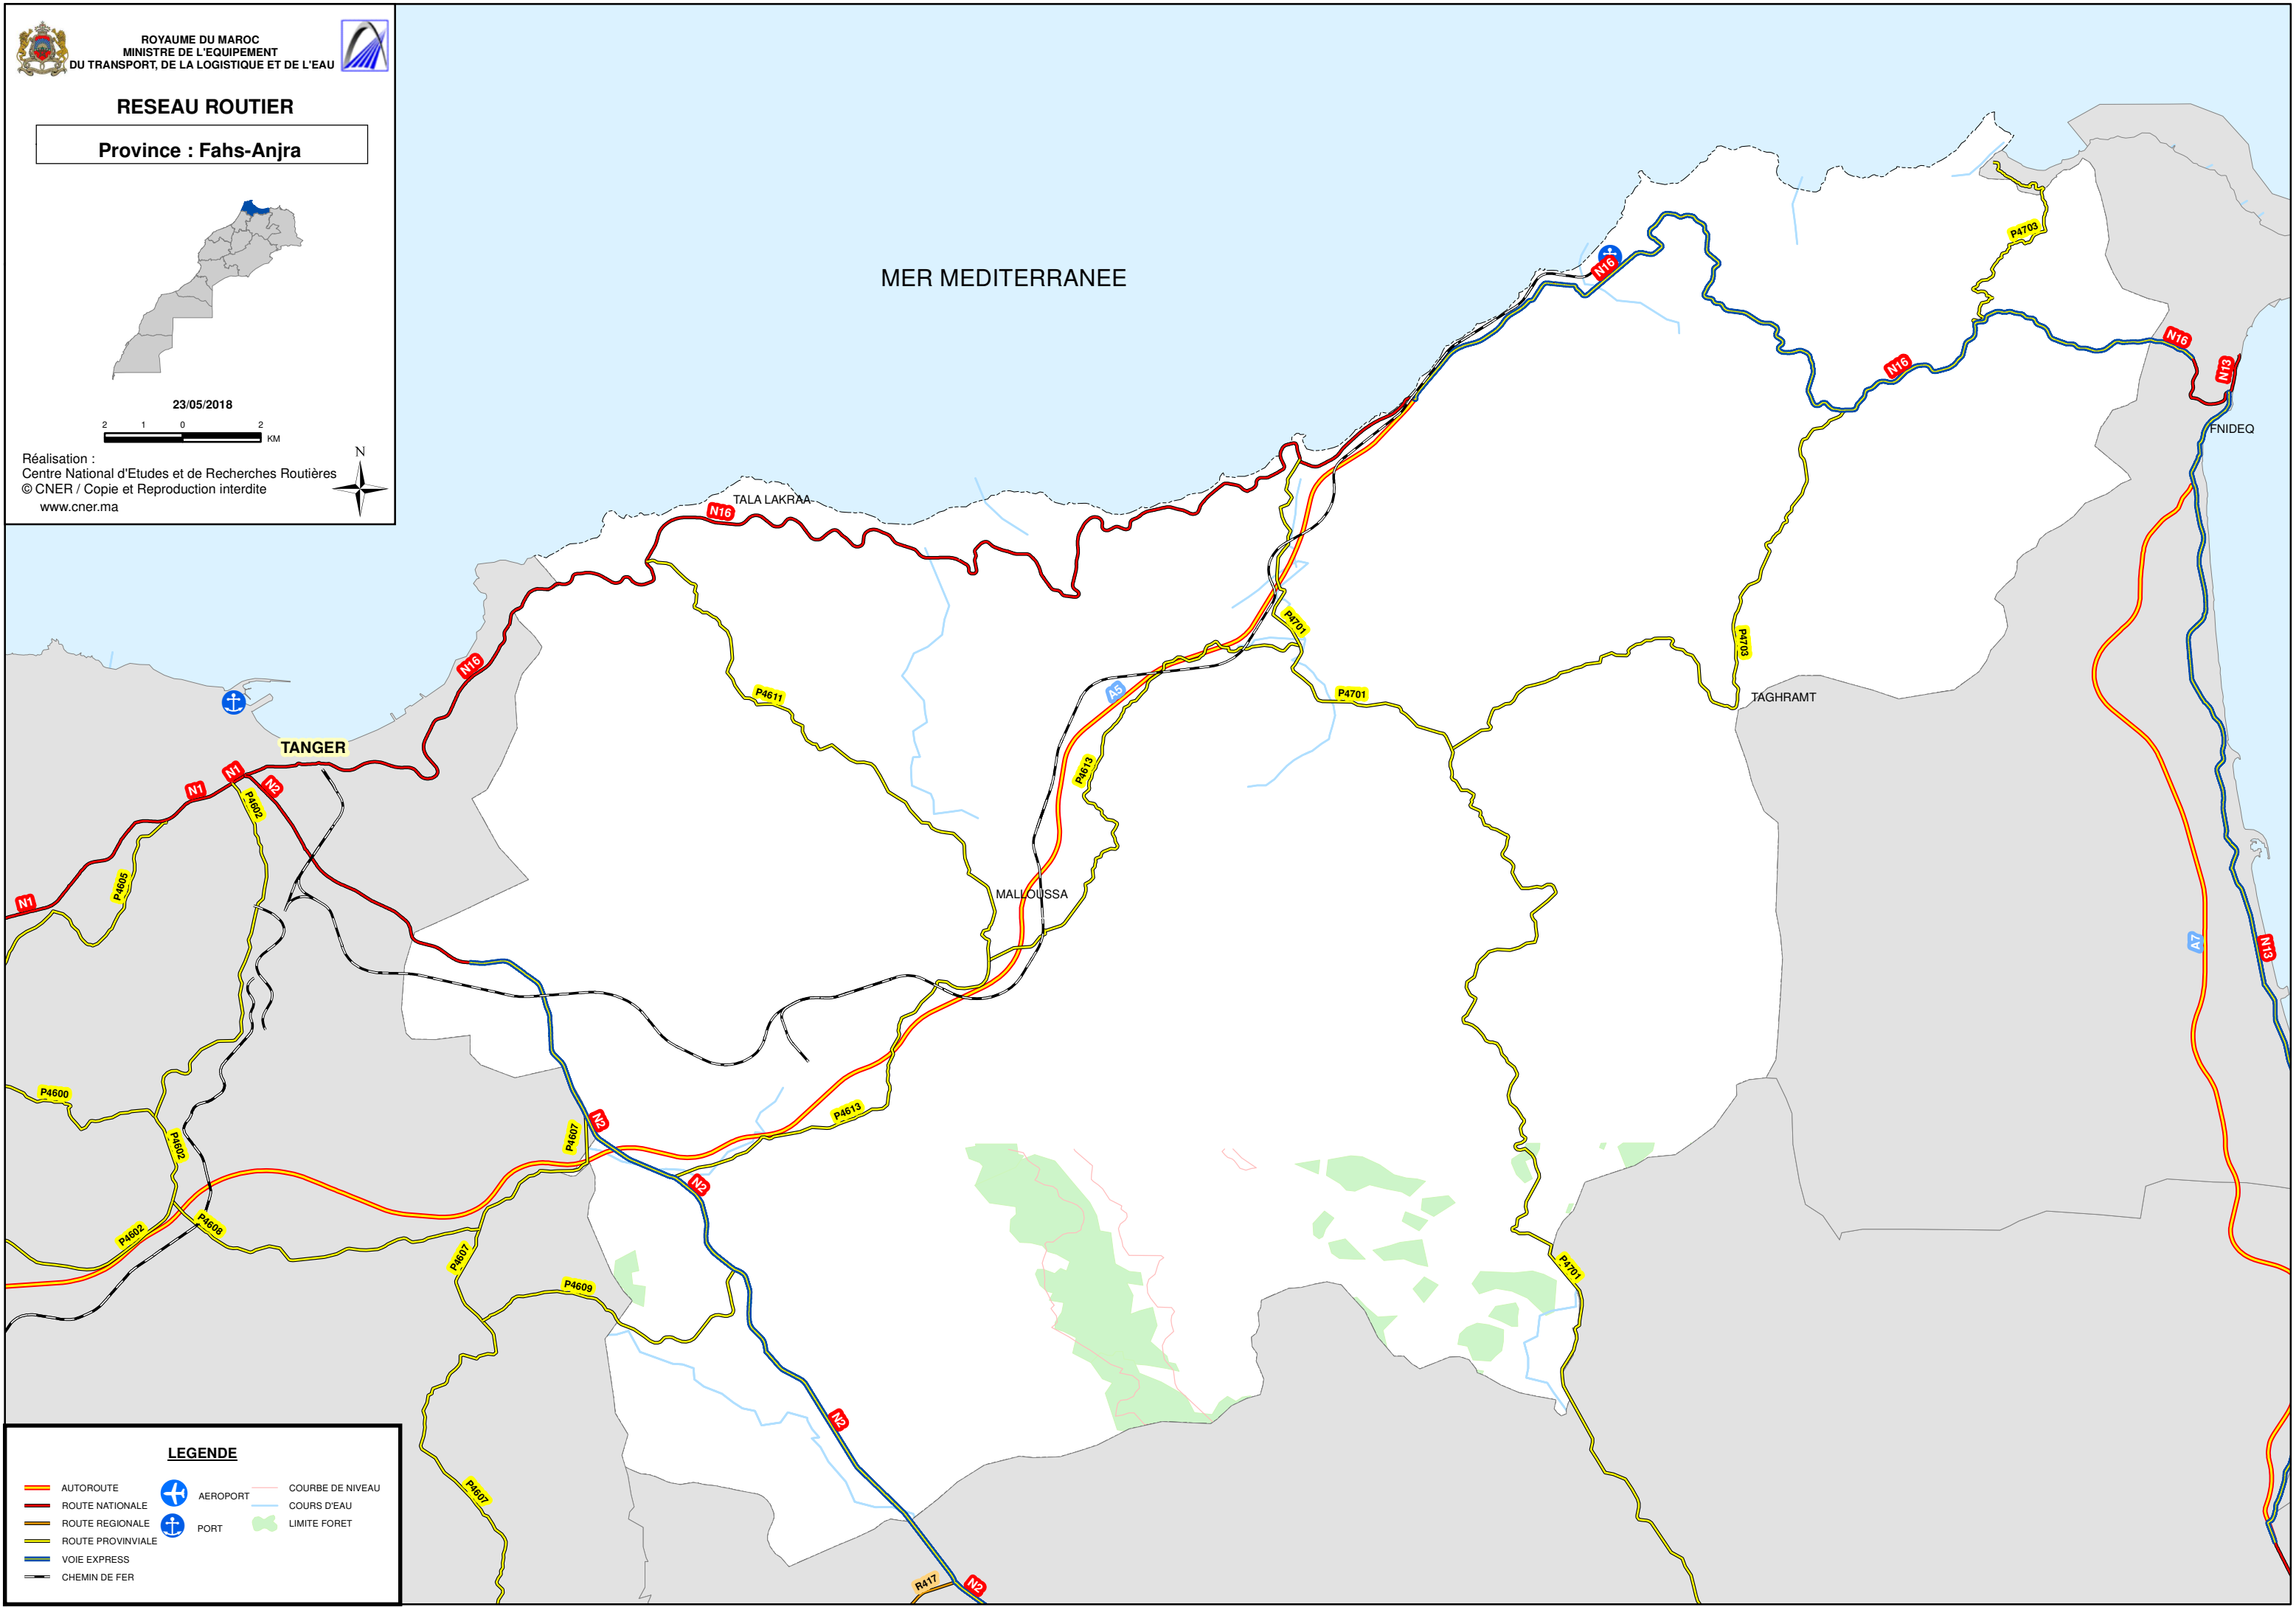 ROYAUME DU MAROC
MINISTRE DE L'EQUIPEMENT
DU TRANSPORT, DE LA LOGISTIQUE ET DE L'EAU
RESEAU ROUTIER
Province : Fahs-Anjra
23/05/2018
2 1 0 2
KM
Réalisation :
Centre National d'Etudes et de Recherches Routières
© CNER / Copie et Reproduction interdite
www.cner.ma
N
MER MEDITERRANEE
P4703
N16
N16
N16
N13
FNIDEQ
TALA LAKRAA
N16
P4701
P4703
N16
P4611
A5
P4701
TAGHRAMT
TANGER
N1
N1
N2
P4602
P4613
P4605
MALLOUSSA
N1
A7
N13
P4600
P4613
N2
P4607
P4602
N2
P4602
P4608
P4607
P4609
P4701
N2
P4607
R417
N2
LEGENDE
AUTOROUTE
ROUTE NATIONALE
ROUTE REGIONALE
ROUTE PROVINVIALE
VOIE EXPRESS
CHEMIN DE FER
AEROPORT
PORT
COURBE DE NIVEAU
COURS D'EAU
LIMITE FORET